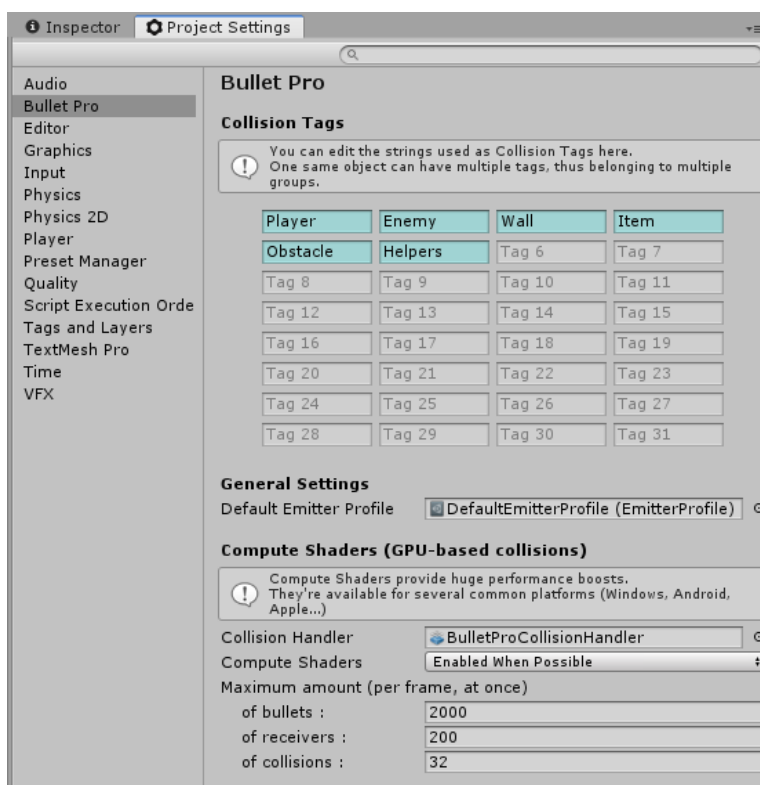 Inspector Project Settings
Bullet Pro
Audio
Bullet Pro
Editor
Graphics
Input
Physics
Physics 2D
Player
Preset Manager
Quality
Script Execution Orde
Tags and Layers
TextMesh Pro
Time
VFX
Collision Tags
You can edit the strings used as Collision Tags here.
One same object can have multiple tags, thus belonging to multiple
groups.
Player Enemy Wall Item
Obstacle Helpers Tag 6 Tag 7
Tag 8 Tag 9 Tag 10 Tag 11
Tag 12 Tag 13 Tag 14 Tag 15
Tag 16 Tag 17 Tag 18 Tag 19
Tag 20 Tag 21 Tag 22 Tag 23
Tag 24 Tag 25 Tag 26 Tag 27
Tag 28 Tag 29 Tag 30 Tag 31
General Settings
Default Emitter Profile DefaultEmitterProfile (EmitterProfile)
Compute Shaders (GPU-based collisions)
Compute Shaders provide huge performance boosts.
They're available for several common platforms (Windows, Android,
Apple...)
Collision Handler BulletProCollisionHandler
Compute Shaders Enabled When Possible
Maximum amount (per frame, at once)
of bullets : 2000
of receivers : 200
of collisions : 32